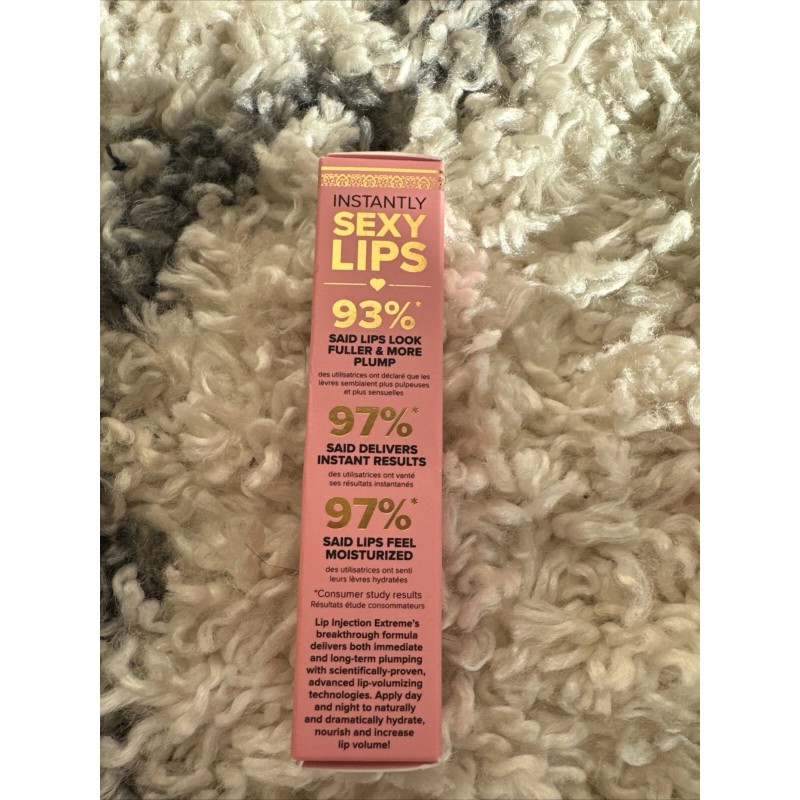 INSTANTLY
SEXY
LIPS
93%*
SAID LIPS LOOK
FULLER & MORE
PLUMP
des utilisatrices ont déclaré que les
lèvres semblaient plus pulpeuses
et plus sensuelles
97%*
SAID DELIVERS
INSTANT RESULTS
des utilisatrices ont vanté
ses résultats instantanés
97%*
SAID LIPS FEEL
MOISTURIZED
des utilisatrices ont senti
leurs lèvres hydratées
*Consumer study results
Résultats étude consommateurs
Lip Injection Extreme's
breakthrough formula
delivers both immediate
and long-term plumping
with scientifically-proven,
advanced lip-volumizing
technologies. Apply day
and night to naturally
and dramatically hydrate,
nourish and increase
lip volume!